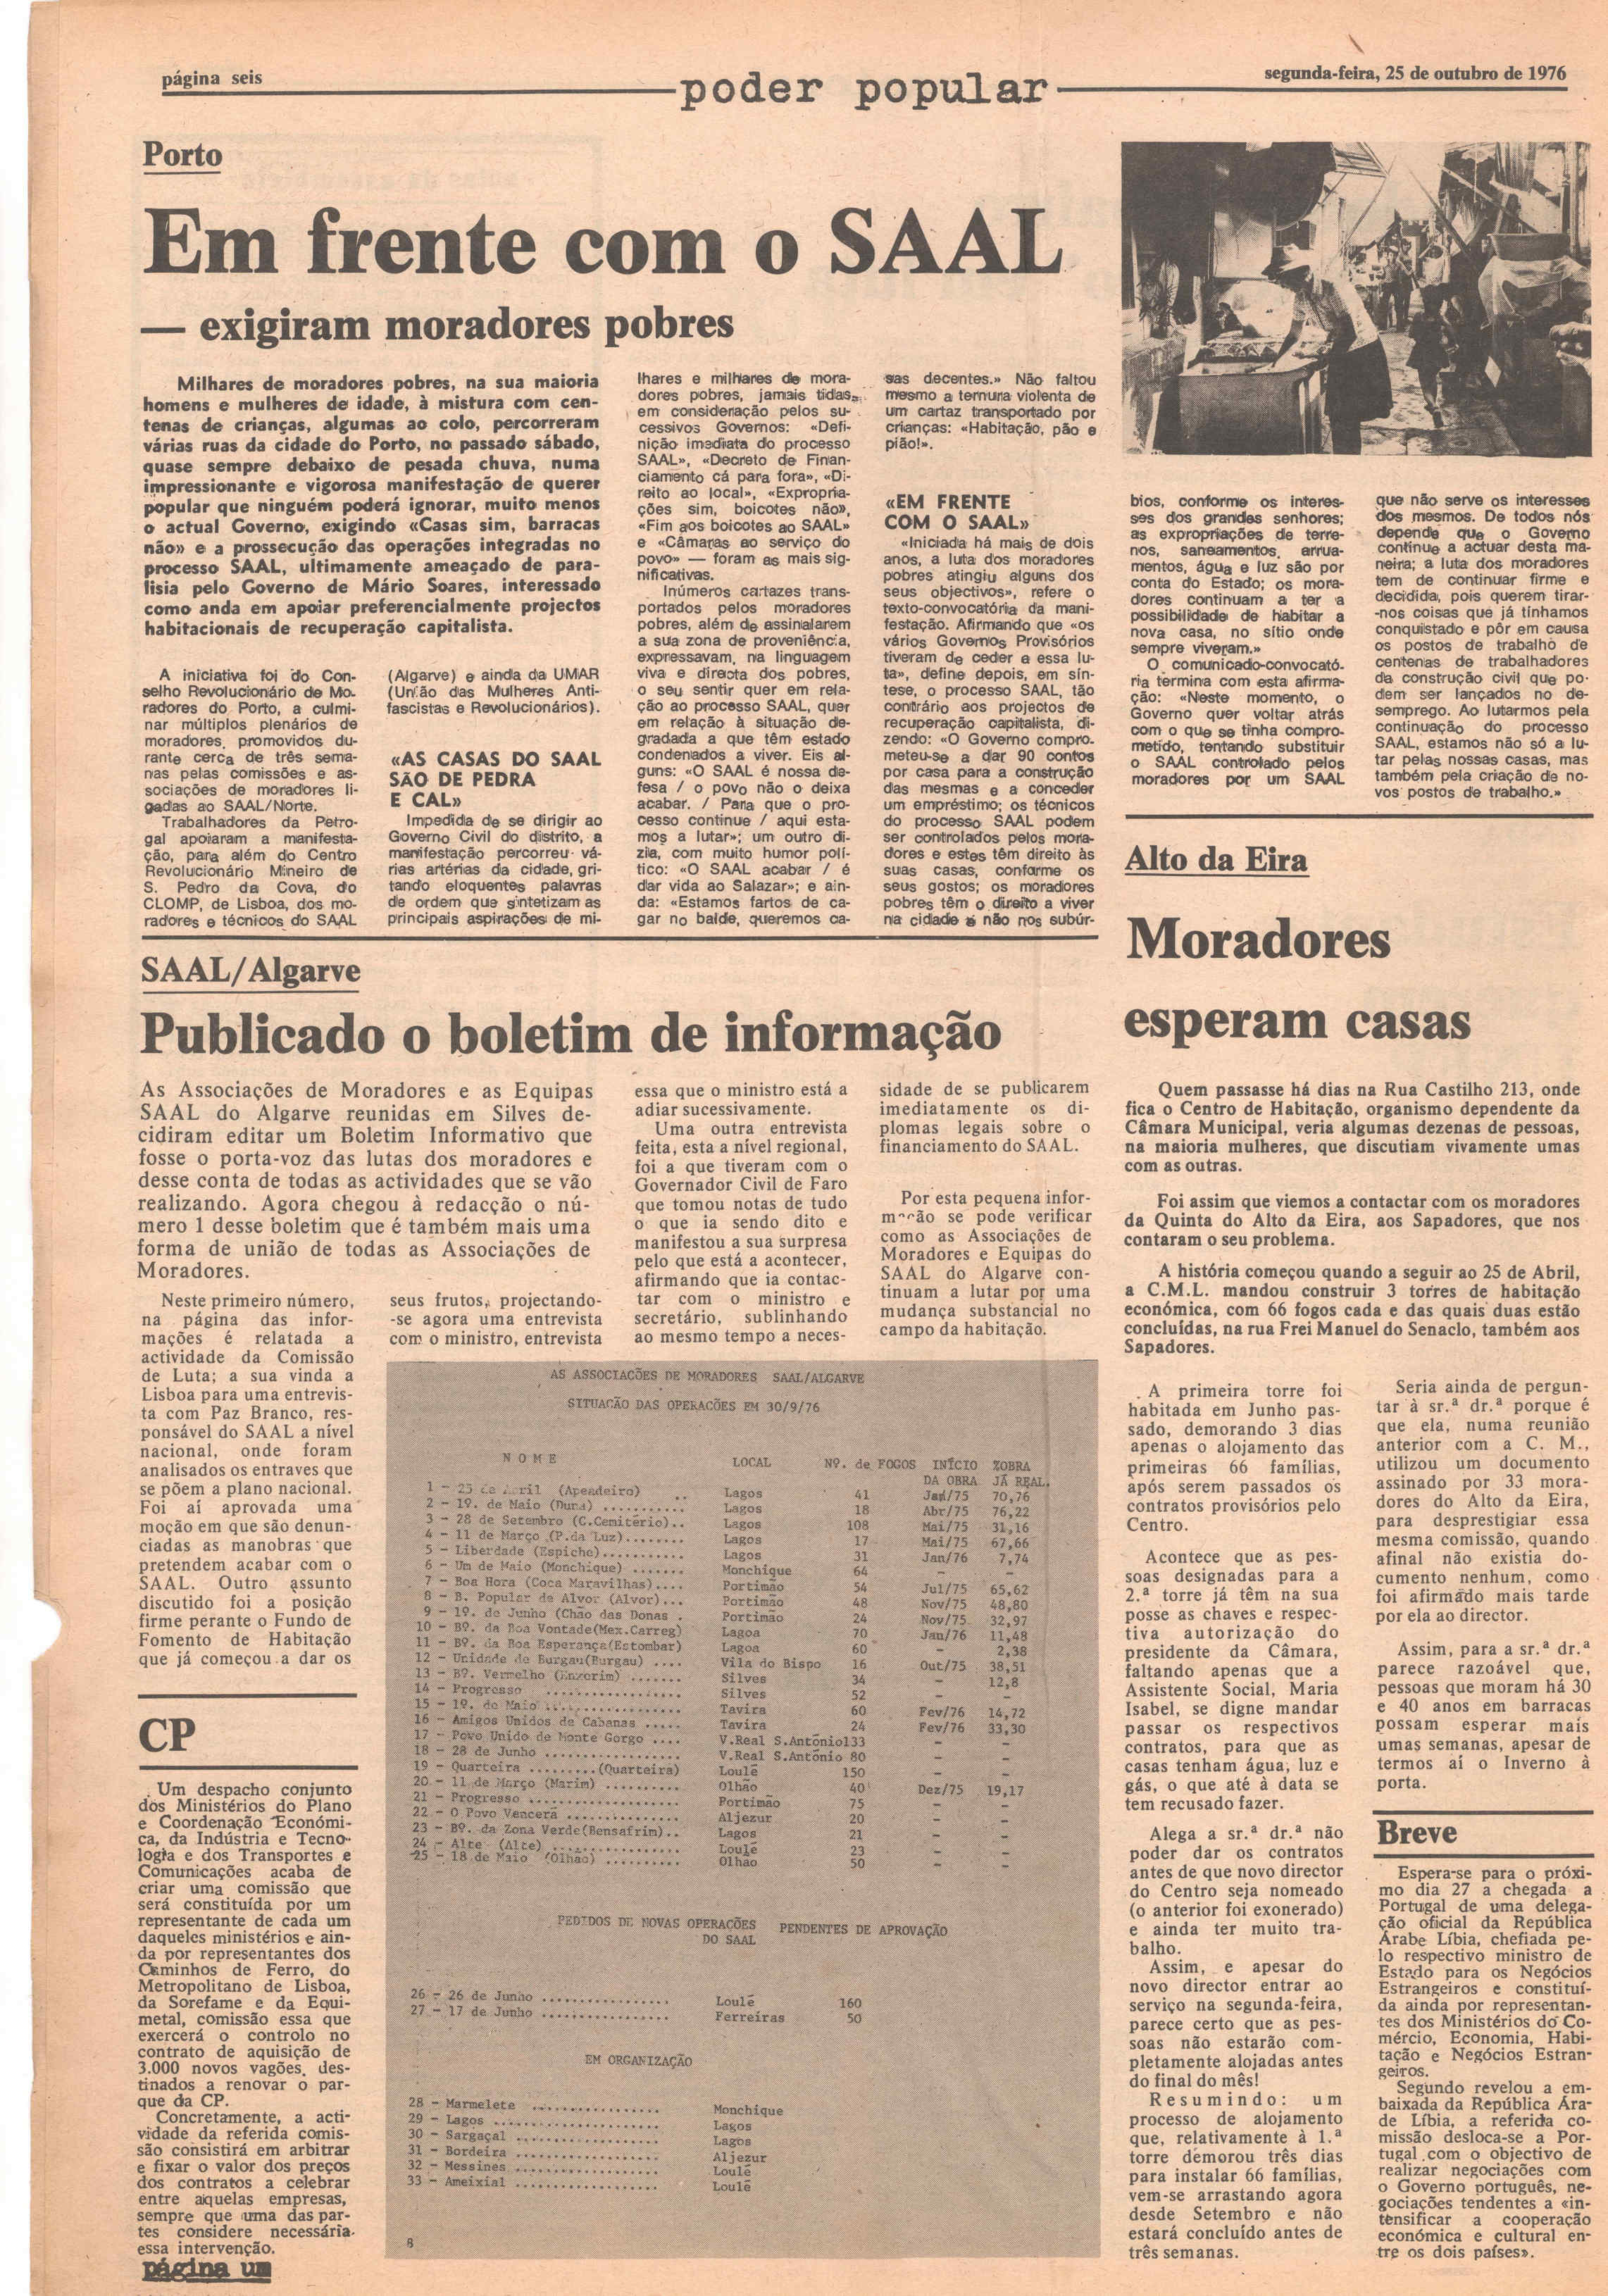 página seis
poder popular
segunda-feira, 25 de outubro de 1976
Porto
Em frente com o SAAL
— exigiram moradores pobres
Milhares de moradores pobres, na sua maioria
homens e mulheres de idade, à mistura com cen-
tenas de crianças, algumas ao colo, percorreram
várias ruas da cidade do Porto, no passado sábado,
quase sempre debaixo de pesada chuva, numa
impressionante e vigorosa manifestação de querer
popular que ninguém poderá ignorar, muito menos
o actual Governo, exigindo «Casas sim, barracas
não» e a prossecução das operações integradas no
processo SAAL, ultimamente ameaçado de para-
lisia pelo Governo de Mário Soares, interessado
como anda em apoiar preferencialmente projectos
habitacionais de recuperação capitalista.
A iniciativa foi do Con-
selho Revolucionário de Mo-
radores do Porto, a culmi-
nar múltiplos plenários de
moradores, promovidos du-
rante cerca de três sema-
nas pelas comissões e as-
sociações de moradores li-
gadas ao SAAL/Norte.
Trabalhadores da Petro-
gal apoiaram a manifesta-
ção, para além do Centro
Revolucionário Mineiro de
S. Pedro da Cova, do
CLOMP, de Lisboa, dos mo-
radores e técnicos do SAAL
(Algarve) e ainda da UMAR
(União das Mulheres Anti-
fascistas e Revolucionários).
«AS CASAS DO SAAL
SÃO DE PEDRA
E CAL»
Impedida de se dirigir ao
Governo Civil do distrito, a
manifestação percorreu vá-
rias artérias da cidade, gri-
tando eloquentes palavras
de ordem que sintetizam as
principais aspirações de mi-
lhares e milhares de mora-
dores pobres, jamais tidas
em consideração pelos su-
cessivos Governos: «Defi-
nição imediata do processo
SAAL», «Decreto de Finan-
ciamento cá para fora», «Di-
reito ao local», «Expropria-
ções sim, boicotes não»,
«Fim aos boicotes ao SAAL»
e «Câmaras ao serviço do
povo» — foram as mais sig-
nificativas.
Inúmeros cartazes trans-
portados pelos moradores
pobres, além de assinalarem
a sua zona de proveniência,
expressavam, na linguagem
viva e directa dos pobres,
o seu sentir quer em rela-
ção ao processo SAAL, quer
em relação à situação de-
gradada a que têm estado
condenados a viver. Eis al-
guns: «O SAAL é nossa de-
fesa / o povo não o deixa
acabar. / Para que o pro-
cesso continue / aqui esta-
mos a lutar»; um outro di-
zia, com muito humor polí-
tico: «O SAAL acabar / é
dar vida ao Salazar»; e ain-
da: «Estamos fartos de ca-
gar no balde, queremos ca-
sas decentes.» Não faltou
mesmo a ternura violenta de
um cartaz transportado por
crianças: «Habitação, pão e
pião!».
«EM FRENTE
COM O SAAL»
«Iniciada há mais de dois
anos, a luta dos moradores
pobres atingiu alguns dos
seus objectivos», refere o
texto-convocatória da mani-
festação. Afirmando que «os
vários Governos Provisórios
tiveram de ceder a essa lu-
ta», define depois, em sín-
tese, o processo SAAL, tão
contrário aos projectos de
recuperação capitalista, di-
zendo: «O Governo compro-
meteu-se a dar 90 contos
por casa para a construção
das mesmas e a conceder
um empréstimo; os técnicos
do processo SAAL podem
ser controlados pelos mora-
dores e estes têm direito às
suas casas, conforme os
seus gostos; os moradores
pobres têm o direito a viver
na cidade e não nos subúr-
bios, conforme os interes-
ses dos grandes senhores;
as expropriações de terre-
nos, saneamentos, arrua-
mentos, água e luz são por
conta do Estado; os mora-
dores continuam a ter a
possibilidade de habitar a
nova casa, no sítio onde
sempre viveram.»
O comunicado-convocató-
ria termina com esta afirma-
ção: «Neste momento, o
Governo quer voltar atrás
com o que se tinha compro-
metido, tentando substituir
o SAAL controlado pelos
moradores por um SAAL
que não serve os interesses
dos mesmos. De todos nós
depende que o Governo
continue a actuar desta ma-
neira; a luta dos moradores
tem de continuar firme e
decidida, pois querem tirar-
-nos coisas que já tínhamos
conquistado e pôr em causa
os postos de trabalho de
centenas de trabalhadores
da construção civil que po-
dem ser lançados no de-
semprego. Ao lutarmos pela
continuação do processo
SAAL, estamos não só a lu-
tar pelas nossas casas, mas
também pela criação de no-
vos postos de trabalho.»
SAAL/Algarve
Publicado o boletim de informação
As Associações de Moradores e as Equipas
SAAL do Algarve reunidas em Silves de-
cidiram editar um Boletim Informativo que
fosse o porta-voz das lutas dos moradores e
desse conta de todas as actividades que se vão
realizando. Agora chegou à redacção o nú-
mero 1 desse boletim que é também mais uma
forma de união de todas as Associações de
Moradores.
Neste primeiro número,
na página das infor-
mações é relatada a
actividade da Comissão
de Luta; a sua vinda a
Lisboa para uma entrevis-
ta com Paz Branco, res-
ponsável do SAAL a nível
nacional, onde foram
analisados os entraves que
se põem a plano nacional.
Foi aí aprovada uma
moção em que são denun-
ciadas as manobras que
pretendem acabar com o
SAAL. Outro assunto
discutido foi a posição
firme perante o Fundo de
Fomento de Habitação
que já começou a dar os
seus frutos, projectando-
-se agora uma entrevista
com o ministro, entrevista
essa que o ministro está a
adiar sucessivamente.
Uma outra entrevista
feita, esta a nível regional,
foi a que tiveram com o
Governador Civil de Faro
que tomou notas de tudo
o que ia sendo dito e
manifestou a sua surpresa
pelo que está a acontecer,
afirmando que ia contac-
tar com o ministro e
secretário, sublinhando
ao mesmo tempo a neces-
sidade de se publicarem
imediatamente os di-
plomas legais sobre o
financiamento do SAAL.
Por esta pequena infor-
mação se pode verificar
como as Associações de
Moradores e Equipas do
SAAL do Algarve con-
tinuam a lutar por uma
mudança substancial no
campo da habitação.
AS ASSOCIAÇÕES DE MORADORES SAAL/ALGARVE
SITUAÇÃO DAS OPERAÇÕES EM 30/9/76
NOME LOCAL Nº. de FOGOS INÍCIO DA OBRA %OBRA JÁ REAL.
1 - 25 de Abril (Apeadeiro) .. Lagos 41 Jan/75 70,76
2 - 1º. de Maio (Duna) ........... Lagos 18 Abr/75 76,22
3 - 28 de Setembro (C.Cemitério).. Lagos 108 Mai/75 31,16
4 - 11 de Março (P.da Luz)........ Lagos 17 Mai/75 67,66
5 - Liberdade (Espiche)........... Lagos 31 Jan/76 7,74
6 - Um de Maio (Monchique) ....... Monchique 64 - -
7 - Boa Hora (Coca Maravilhas).... Portimão 54 Jul/75 65,62
8 - B. Popular de Alvor (Alvor)... Portimão 48 Nov/75 48,80
9 - 1º. de Junho (Chão das Donas . Portimão 24 Nov/75 32,97
10 - Bº. da Boa Vontade(Mex.Carreg) Lagoa 70 Jan/76 11,48
11 - Bº. da Boa Esperança(Estombar) Lagoa 60 - 2,38
12 - Unidade de Burgau(Burgau) .... Vila do Bispo 16 Out/75 38,51
13 - Bº. Vermelho (Enxerim) ....... Silves 34 - 12,8
14 - Progresso .................. Silves 52 - -
15 - 1º. de Maio .................. Tavira 60 Fev/76 14,72
16 - Amigos Unidos de Cabanas ..... Tavira 24 Fev/76 33,30
17 - Povo Unido de Monte Gordo .... V.Real S.António133 - -
18 - 28 de Junho .................. V.Real S.António 80 - -
19 - Quarteira .........(Quarteira) Loulé 150 - -
20 - 11 de Março (Marim) .......... Olhão 40 Dez/75 19,17
21 - Progresso .................... Portimão 75 - -
22 - O Povo Vencerá ............... Aljezur 20 - -
23 - Bº. da Zona Verde(Bensafrim).. Lagos 21 - -
24 - Alte (Alte) .................. Loulé 23 - -
25 - 18 de Maio (Olhão) .......... Olhão 50 - -
PEDIDOS DE NOVAS OPERAÇÕES PENDENTES DE APROVAÇÃO
DO SAAL
26 - 26 de Junho ................. Loulé 160
27 - 17 de Junho ................. Ferreiras 50
EM ORGANIZAÇÃO
28 - Marmelete ................. Monchique
29 - Lagos ...................... Lagos
30 - Sargaçal ................... Lagos
31 - Bordeira ................... Aljezur
32 - Messines ................... Loulé
33 - Ameixial ................... Loulé
8
CP
Um despacho conjunto
dos Ministérios do Plano
e Coordenação Económi-
ca, da Indústria e Tecno-
logia e dos Transportes e
Comunicações acaba de
criar uma comissão que
será constituída por um
representante de cada um
daqueles ministérios e ain-
da por representantes dos
Caminhos de Ferro, do
Metropolitano de Lisboa,
da Sorefame e da Equi-
metal, comissão essa que
exercerá o controlo no
contrato de aquisição de
3.000 novos vagões, des-
tinados a renovar o par-
que da CP.
Concretamente, a acti-
vidade da referida comis-
são consistirá em arbitrar
e fixar o valor dos preços
dos contratos a celebrar
entre aquelas empresas,
sempre que uma das par-
tes considere necessária
essa intervenção.
página um
Alto da Eira
Moradores
esperam casas
Quem passasse há dias na Rua Castilho 213, onde
fica o Centro de Habitação, organismo dependente da
Câmara Municipal, veria algumas dezenas de pessoas,
na maioria mulheres, que discutiam vivamente umas
com as outras.
Foi assim que viemos a contactar com os moradores
da Quinta do Alto da Eira, aos Sapadores, que nos
contaram o seu problema.
A história começou quando a seguir ao 25 de Abril,
a C.M.L. mandou construir 3 torres de habitação
económica, com 66 fogos cada e das quais duas estão
concluídas, na rua Frei Manuel do Senaclo, também aos
Sapadores.
A primeira torre foi
habitada em Junho pas-
sado, demorando 3 dias
apenas o alojamento das
primeiras 66 famílias,
após serem passados os
contratos provisórios pelo
Centro.
Acontece que as pes-
soas designadas para a
2.ª torre já têm na sua
posse as chaves e respec-
tiva autorização do
presidente da Câmara,
faltando apenas que a
Assistente Social, Maria
Isabel, se digne mandar
passar os respectivos
contratos, para que as
casas tenham água, luz e
gás, o que até à data se
tem recusado fazer.
Alega a sr.ª dr.ª não
poder dar os contratos
antes de que novo director
do Centro seja nomeado
(o anterior foi exonerado)
e ainda ter muito tra-
balho.
Assim, e apesar do
novo director entrar ao
serviço na segunda-feira,
parece certo que as pes-
soas não estarão com-
pletamente alojadas antes
do final do mês!
Resumindo: um
processo de alojamento
que, relativamente à 1.ª
torre demorou três dias
para instalar 66 famílias,
vem-se arrastando agora
desde Setembro e não
estará concluído antes de
três semanas.
Seria ainda de pergun-
tar à sr.ª dr.ª porque é
que ela, numa reunião
anterior com a C. M.,
utilizou um documento
assinado por 33 mora-
dores do Alto da Eira,
para desprestigiar essa
mesma comissão, quando
afinal não existia do-
cumento nenhum, como
foi afirmado mais tarde
por ela ao director.
Assim, para a sr.ª dr.ª
parece razoável que,
pessoas que moram há 30
e 40 anos em barracas
possam esperar mais
umas semanas, apesar de
termos aí o Inverno à
porta.
Breve
Espera-se para o próxi-
mo dia 27 a chegada a
Portugal de uma delega-
ção oficial da República
Árabe Líbia, chefiada pe-
lo respectivo ministro de
Estado para os Negócios
Estrangeiros e constituí-
da ainda por representan-
tes dos Ministérios do Co-
mércio, Economia, Habi-
tação e Negócios Estran-
geiros.
Segundo revelou a em-
baixada da República Ára-
de Líbia, a referida co-
missão desloca-se a Por-
tugal com o objectivo de
realizar negociações com
o Governo português, ne-
gociações tendentes a «in-
tensificar a cooperação
económica e cultural en-
tre os dois países».